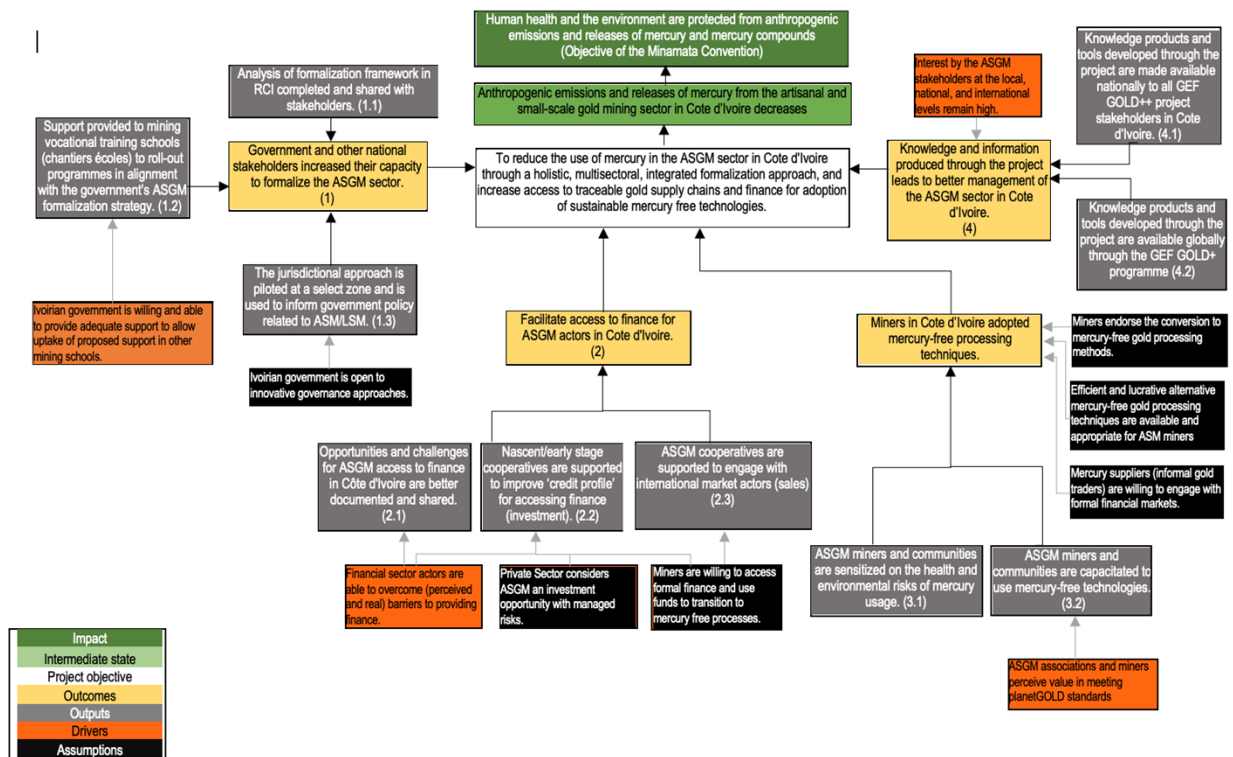 Human health and the environment are protected from anthropogenic
emissions and releases of mercury and mercury compounds
(Objective of the Minamata Convention)
Anthropogenic emissions and releases of mercury from the artisanal and
small-scale gold mining sector in Cote d'Ivoire decreases
Analysis of formalization framework in
RCI completed and shared with
stakeholders. (1.1)
Support provided to mining
vocational training schools
(chantiers écoles) to roll-out
programmes in alignment
with the government's ASGM
formalization strategy. (1.2)
Government and other national
stakeholders increased their capacity
to formalize the ASGM sector.
(1)
To reduce the use of mercury in the ASGM sector in Cote d'Ivoire
through a holistic, multisectoral, integrated formalization approach, and
increase access to traceable gold supply chains and finance for adoption
of sustainable mercury free technologies.
Interest by the ASGM
stakeholders at the local,
national, and international
levels remain high.
Knowledge and information
produced through the project
leads to better management of
the ASGM sector in Cote
d'Ivoire.
(4)
Knowledge products and
tools developed through the
project are made available
nationally to all GEF
GOLD++ project
stakeholders in Cote
d'Ivoire. (4.1)
Knowledge products and
tools developed through the
project are available globally
through the GEF GOLD+
programme (4.2)
The jurisdictional approach is
piloted at a select zone and is
used to inform government policy
related to ASM/LSM. (1.3)
Ivoirian government is willing and able
to provide adequate support to allow
uptake of proposed support in other
mining schools.
Ivoirian government is open to
innovative governance approaches.
Facilitate access to finance for
ASGM actors in Cote d'Ivoire.
(2)
Miners in Cote d'Ivoire adopted
mercury-free processing
techniques.
Miners endorse the conversion to
mercury-free gold processing
methods.
Efficient and lucrative alternative
mercury-free gold processing
techniques are available and
appropriate for ASM miners
Mercury suppliers (informal gold
traders) are willing to engage with
formal financial markets.
Opportunities and challenges
for ASGM access to finance
in Côte d'Ivoire are better
documented and shared.
(2.1)
Nascent/early stage
cooperatives are supported
to improve 'credit profile'
for accessing finance
(investment). (2.2)
ASGM cooperatives are
supported to engage with
international market actors (sales)
(2.3)
Financial sector actors are
able to overcome (perceived
and real) barriers to providing
finance.
Private Sector considers
ASGM an investment
opportunity with managed
risks.
Miners are willing to access
formal finance and use
funds to transition to
mercury free processes.
ASGM miners and communities
are sensitized on the health and
environmental risks of mercury
usage. (3.1)
ASGM miners and
communities are capacitated to
use mercury-free technologies.
(3.2)
ASGM associations and miners
perceive value in meeting
planetGOLD standards
Impact
Intermediate state
Project objective
Outcomes
Outputs
Drivers
Assumptions